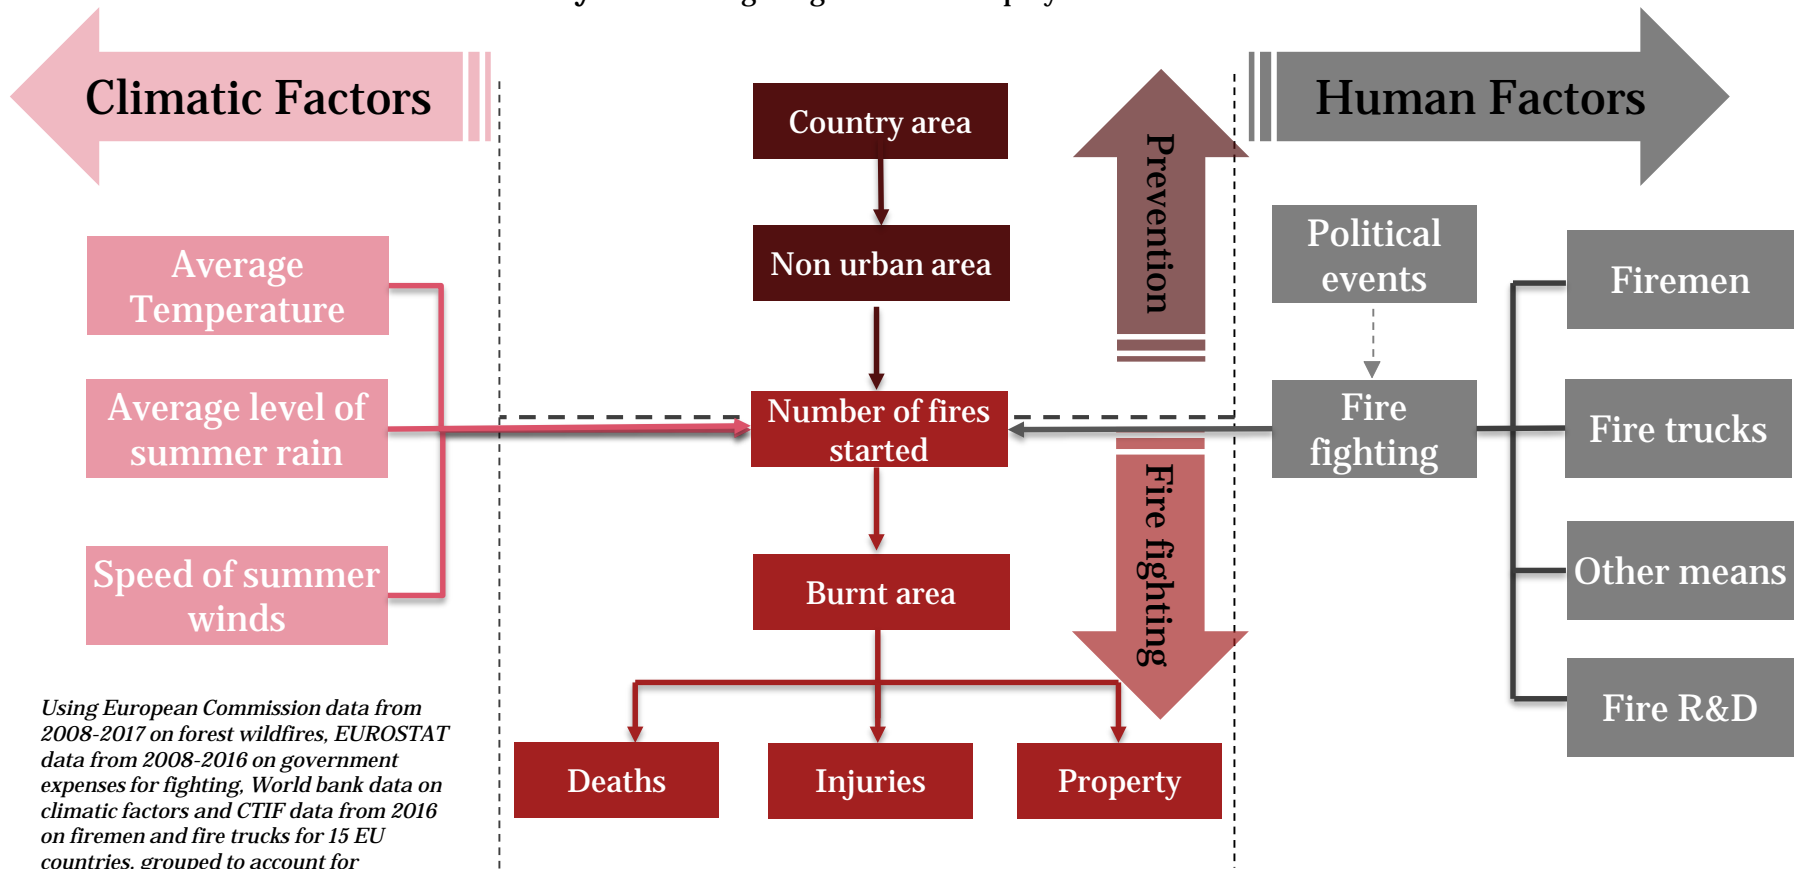 Climatic Factors
Human Factors
Country area
Prevention
Political
events
Average
Temperature
Non urban area
Firemen
Average level of
summer rain
Number of fires
started
Fire
fighting
Fire trucks
Fire fighting
Speed of summer
winds
Burnt area
Other means
Fire R&D
Using European Commission data from
2008-2017 on forest wildfires, EUROSTAT
data from 2008-2016 on government
expenses for fighting, World bank data on
climatic factors and CTIF data from 2016
on firemen and fire trucks for 15 EU
countries, grouped to account for
Deaths
Injuries
Property